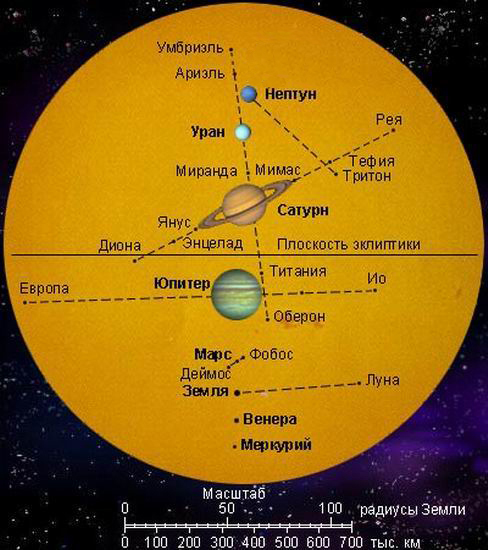 Умбриэль
Ариэль
Нептун
Рея
Уран
Тефия
Миранда
Мимас
Тритон
Сатурн
Янус
Диона
Энцелад
Плоскость эклиптики
Титания
Юпитер
Ио
Европа
Оберон
Марс
Фобос
Деймос
Луна
Земля
Венера
Меркурий
Масштаб
0 50 100 радиусы Земли
0 100 200 300 400 500 600 700 тыс. км